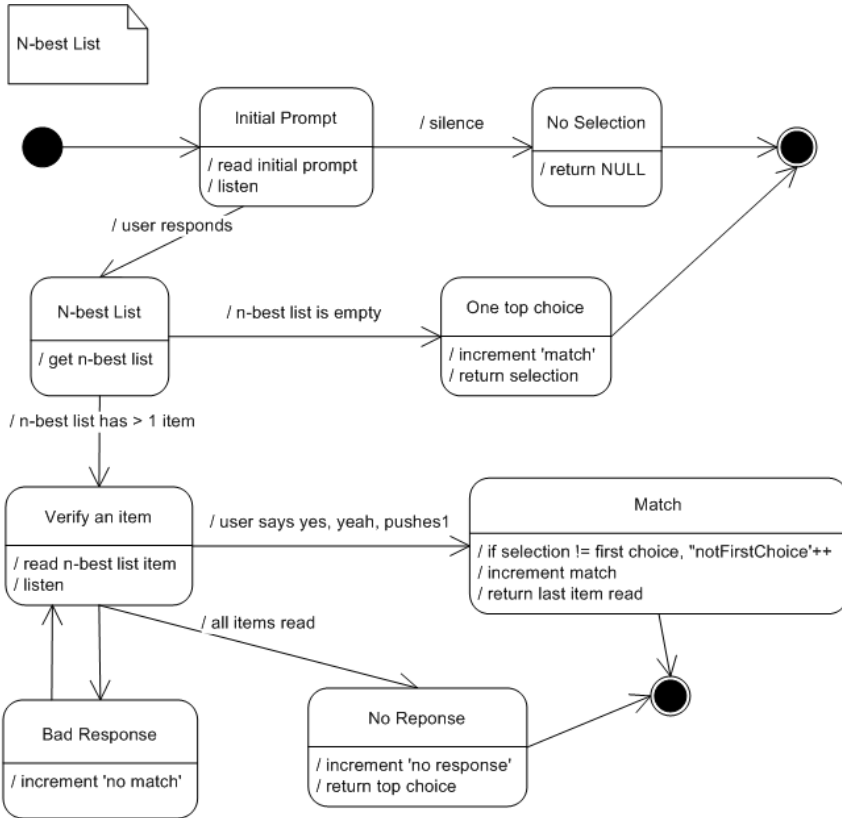 N-best List
Initial Prompt
/ read initial prompt
/ listen
/ silence
No Selection
/ return NULL
/ user responds
N-best List
/ get n-best list
/ n-best list is empty
One top choice
/ increment 'match'
/ return selection
/ n-best list has > 1 item
Verify an item
/ read n-best list item
/ listen
/ user says yes, yeah, pushes1
Match
/ if selection != first choice, "notFirstChoice'++
/ increment match
/ return last item read
/ all items read
Bad Response
/ increment 'no match'
No Reponse
/ increment 'no response'
/ return top choice